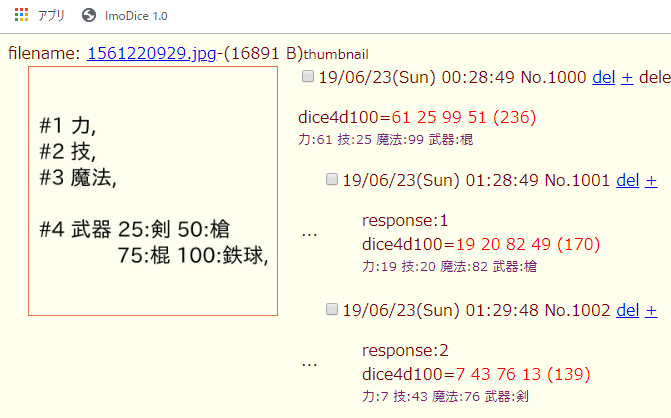 アプリ ImoDice 1.0
filename: 1561220929.jpg-(16891 B)thumbnail
#1 力,
#2 技,
#3 魔法,
#4 武器 25:剣 50:槍
75:棍 100:鉄球,
19/06/23(Sun) 00:28:49 No.1000 del + dele
dice4d100=61 25 99 51 (236)
力:61 技:25 魔法:99 武器:棍
19/06/23(Sun) 01:28:49 No.1001 del +
...
response:1
dice4d100=19 20 82 49 (170)
力:19 技:20 魔法:82 武器:槍
19/06/23(Sun) 01:29:48 No.1002 del +
...
response:2
dice4d100=7 43 76 13 (139)
力:7 技:43 魔法:76 武器:剣